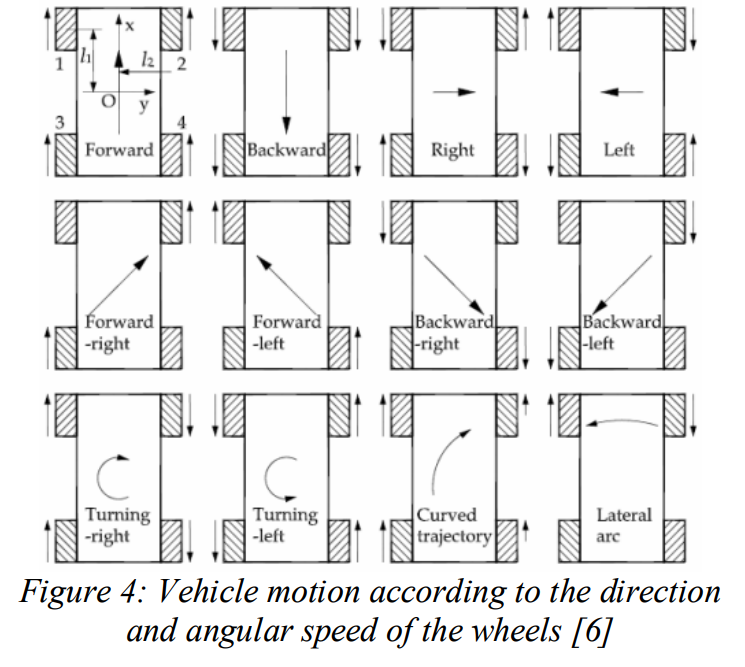 x
l₁
l₂
1
2
O
y
3
4
Forward
Backward
Right
Left
Forward
-right
Forward
-left
Backward
-right
Backward
-left
Turning
-right
Turning
-left
Curved
trajectory
Lateral
arc
Figure 4: Vehicle motion according to the direction
and angular speed of the wheels [6]